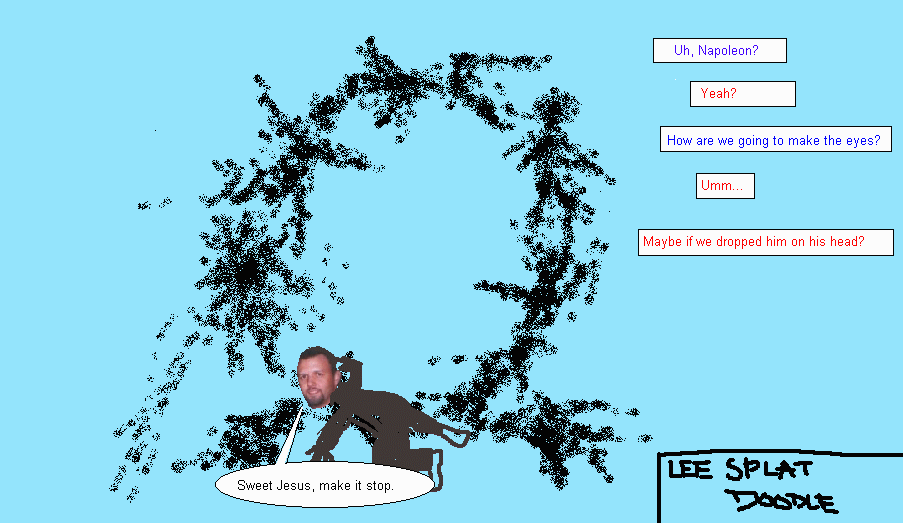 Uh, Napoleon?
Yeah?
How are we going to make the eyes?
Umm...
Maybe if we dropped him on his head?
Sweet Jesus, make it stop.
LEE SPLAT
DOODLE